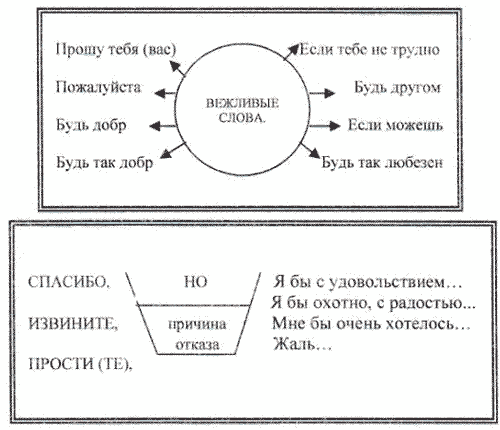 Прошу тебя (вас)
Если тебе не трудно
Пожалуйста
Будь другом
ВЕЖЛИВЫЕ
СЛОВА.
Будь добр
Если можешь
Будь так добр
Будь так любезен
СПАСИБО,
НО
Я бы с удовольствием…
Я бы охотно, с радостью...
ИЗВИНИТЕ,
причина
отказа
Мне бы очень хотелось…
Жаль…
ПРОСТИ (ТЕ),